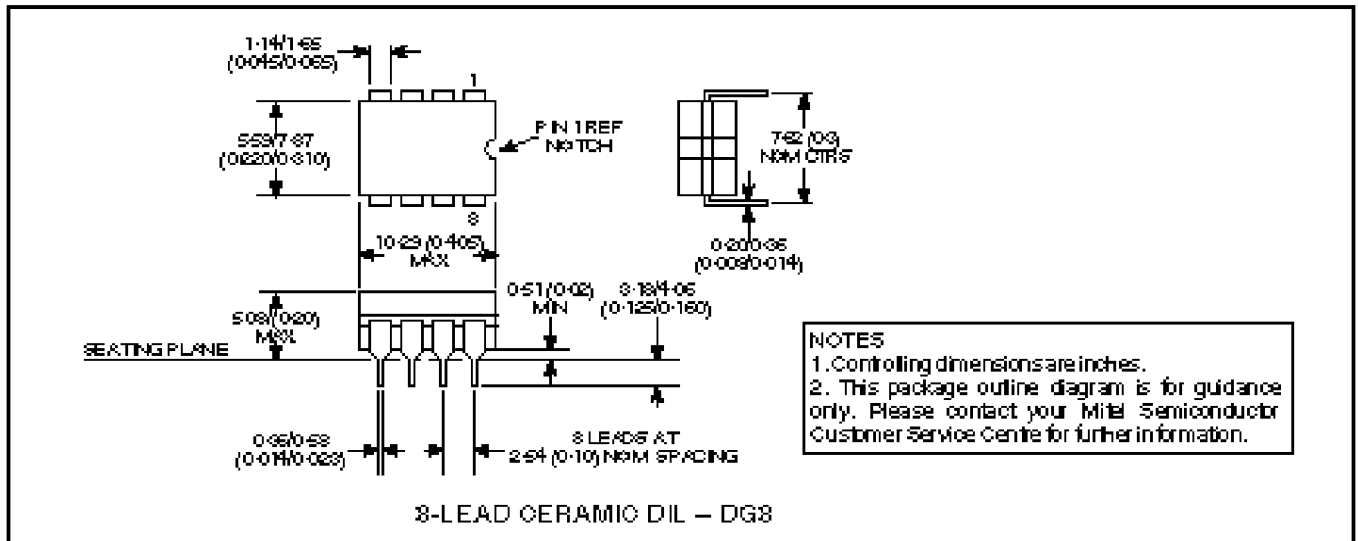 1·14/1·65
(0·045/0·065)
1
PIN 1 REF
NOTCH
5·59/7·87
(0·220/0·310)
7·62 (0·3)
NOM CTRS
8
10·29 (0·405)
MAX
0·20/0·36
(0·008/0·014)
0·51/(0·02)
MIN
3·18/4·06
(0·125/0·160)
5·08/(0·20)
MAX
SEATING PLANE
NOTES
1. Controlling dimensions are inches.
2. This package outline diagram is for guidance
only. Please contact your Mitel Semiconductor
Customer Service Centre for further information.
0·36/0·58
(0·014/0·023)
8 LEADS AT
2·54 (0·10) NOM SPACING
8-LEAD CERAMIC DIL – DG8